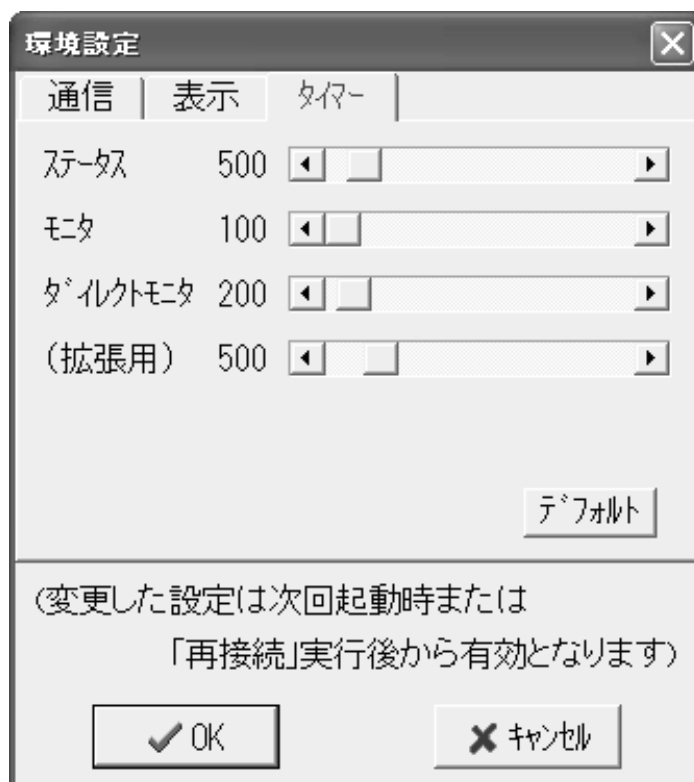 環境設定
通信 表示 ﾀｲﾏｰ
ｽﾃｰﾀｽ 500
ﾓﾆﾀ 100
ﾀﾞｲﾚｸﾄﾓﾆﾀ 200
（拡張用） 500
ﾃﾞﾌｫﾙﾄ
(変更した設定は次回起動時または
「再接続」実行後から有効となります)
OK ｷｬﾝｾﾙ